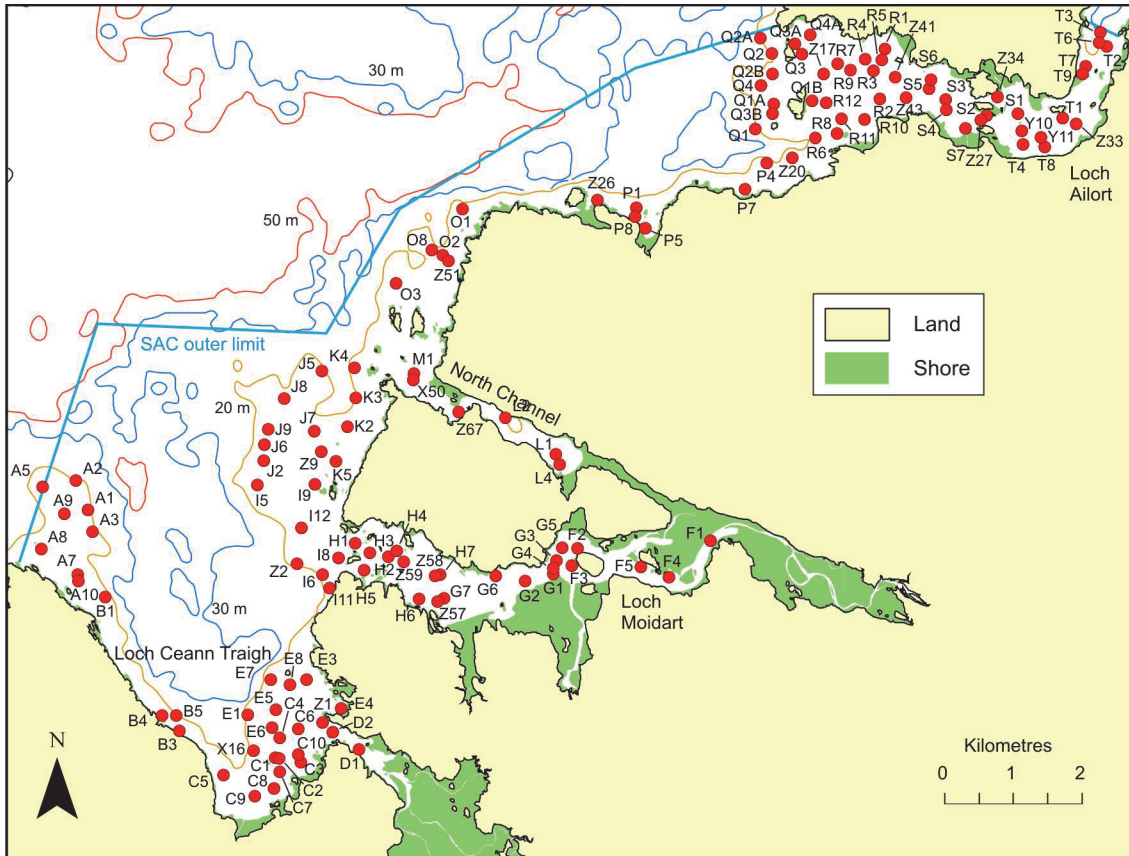 T3
Q4A
R5
R4
R1
Q3A
Q2A
Z41
T6
T2
Z17
R7
Q2
Q3
S6
Z34
T7
30 m
T9
Q2B
Q4
Q1B
R9
R3
S5
S3
S1
T1
Q1A
R12
S2
Y10
Q3B
R8
R2
Z43
Q1
R10
S4
Y11
Z33
R11
R6
S7
Z27
T4
T8
P4
Z20
Loch
Ailort
Z26
P1
P7
50 m
O1
P8
P5
O8
O2
Z51
O3
Land
SAC outer limit
Shore
J5
K4
M1
North Channel
X50
J8
K3
20 m
L2
J9
J7
K2
Z67
J6
L1
J2
Z9
K5
L4
A5
A2
I5
I9
A9
A1
A3
I12
H4
G5
F2
F1
G3
H1
H3
A8
G4
Z58
H7
I8
A7
Z2
H2
Z59
F5
F4
I6
G6
F3
G7
G2
G1
A10
I11
H5
B1
H6
Z57
30 m
Loch
Moidart
Loch Ceann Traigh
E8
E3
E7
E5
C4
Z1
E4
B4
B5
E1
C6
D2
E6
B3
C10
N
Kilometres
X16
C1
C3
D1
C5
C8
C2
C9
C7
0
1
2